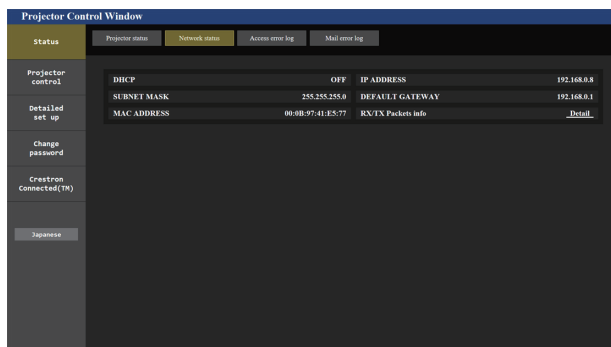 Projector Control Window
Status
Projector status
Network status
Access error log
Mail error log
Projector
control
Detailed
set up
Change
password
Crestron
Connected(TM)
Japanese
DHCP OFF IP ADDRESS 192.168.0.8
SUBNET MASK 255.255.255.0 DEFAULT GATEWAY 192.168.0.1
MAC ADDRESS 00:0B:97:41:E5:77 RX/TX Packets info Detail